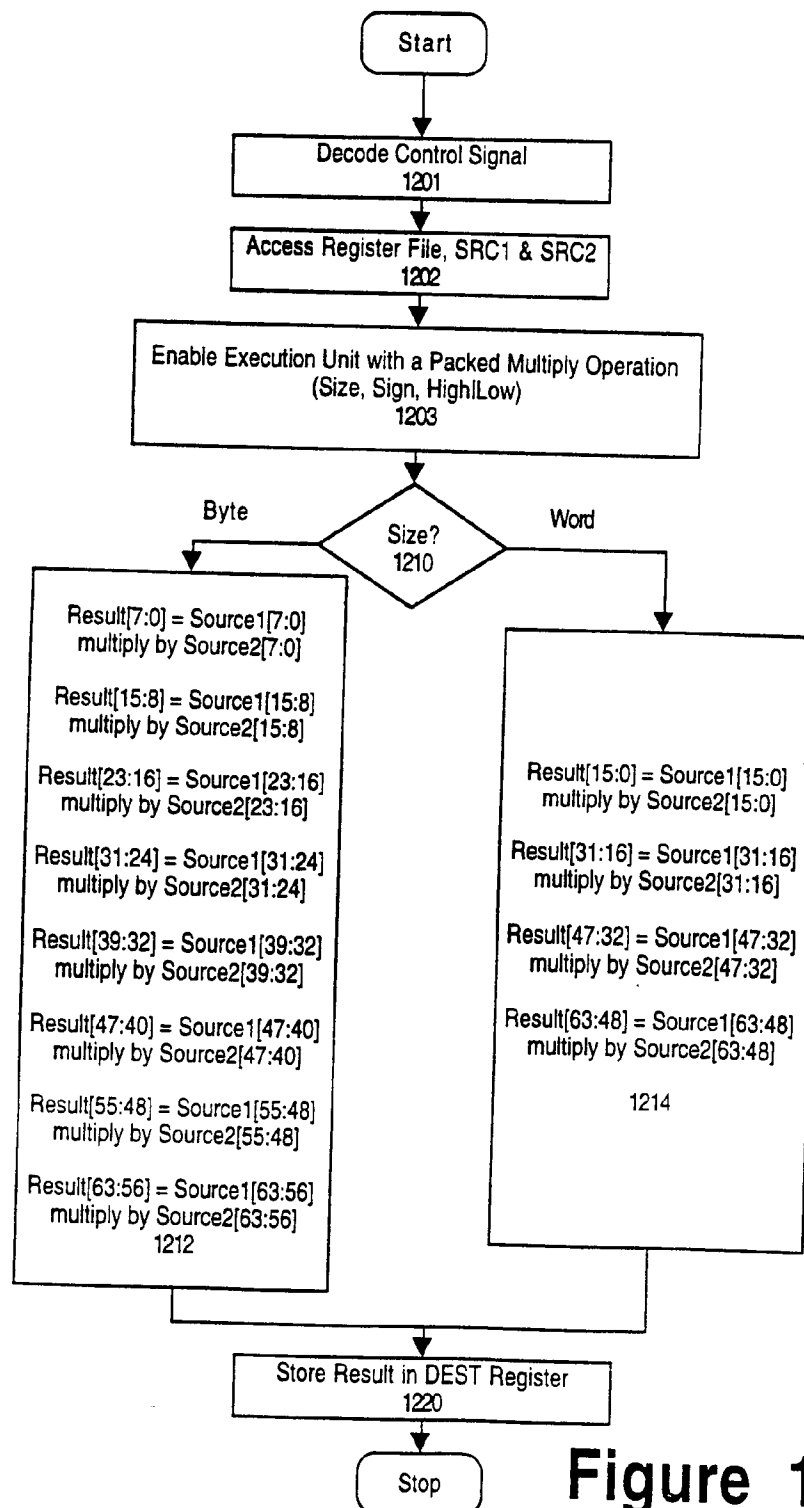 Start
Decode Control Signal
1201
Access Register File, SRC1 & SRC2
1202
Enable Execution Unit with a Packed Multiply Operation
(Size, Sign, High|Low)
1203
Byte
Size?
1210
Word
Result[7:0] = Source1[7:0]
multiply by Source2[7:0]
Result[15:8] = Source1[15:8]
multiply by Source2[15:8]
Result[23:16] = Source1[23:16]
multiply by Source2[23:16]
Result[31:24] = Source1[31:24]
multiply by Source2[31:24]
Result[39:32] = Source1[39:32]
multiply by Source2[39:32]
Result[47:40] = Source1[47:40]
multiply by Source2[47:40]
Result[55:48] = Source1[55:48]
multiply by Source2[55:48]
Result[63:56] = Source1[63:56]
multiply by Source2[63:56]
1212
Result[15:0] = Source1[15:0]
multiply by Source2[15:0]
Result[31:16] = Source1[31:16]
multiply by Source2[31:16]
Result[47:32] = Source1[47:32]
multiply by Source2[47:32]
Result[63:48] = Source1[63:48]
multiply by Source2[63:48]
1214
Store Result in DEST Register
1220
Stop
Figure 1